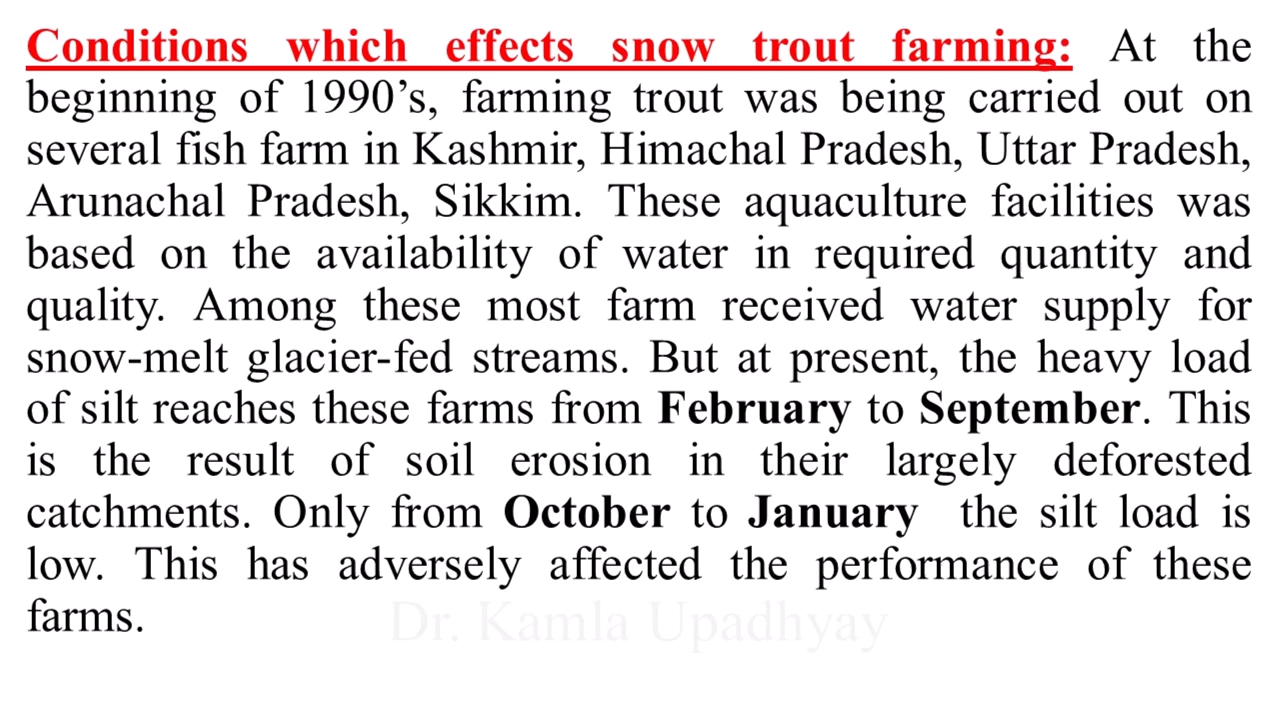 Conditions which effects snow trout farming: At the
beginning of 1990’s, farming trout was being carried out on
several fish farm in Kashmir, Himachal Pradesh, Uttar Pradesh,
Arunachal Pradesh, Sikkim. These aquaculture facilities was
based on the availability of water in required quantity and
quality. Among these most farm received water supply for
snow-melt glacier-fed streams. But at present, the heavy load
of silt reaches these farms from February to September. This
is the result of soil erosion in their largely deforested
catchments. Only from October to January the silt load is
low. This has adversely affected the performance of these
farms.
Dr. Kamla Upadhyay